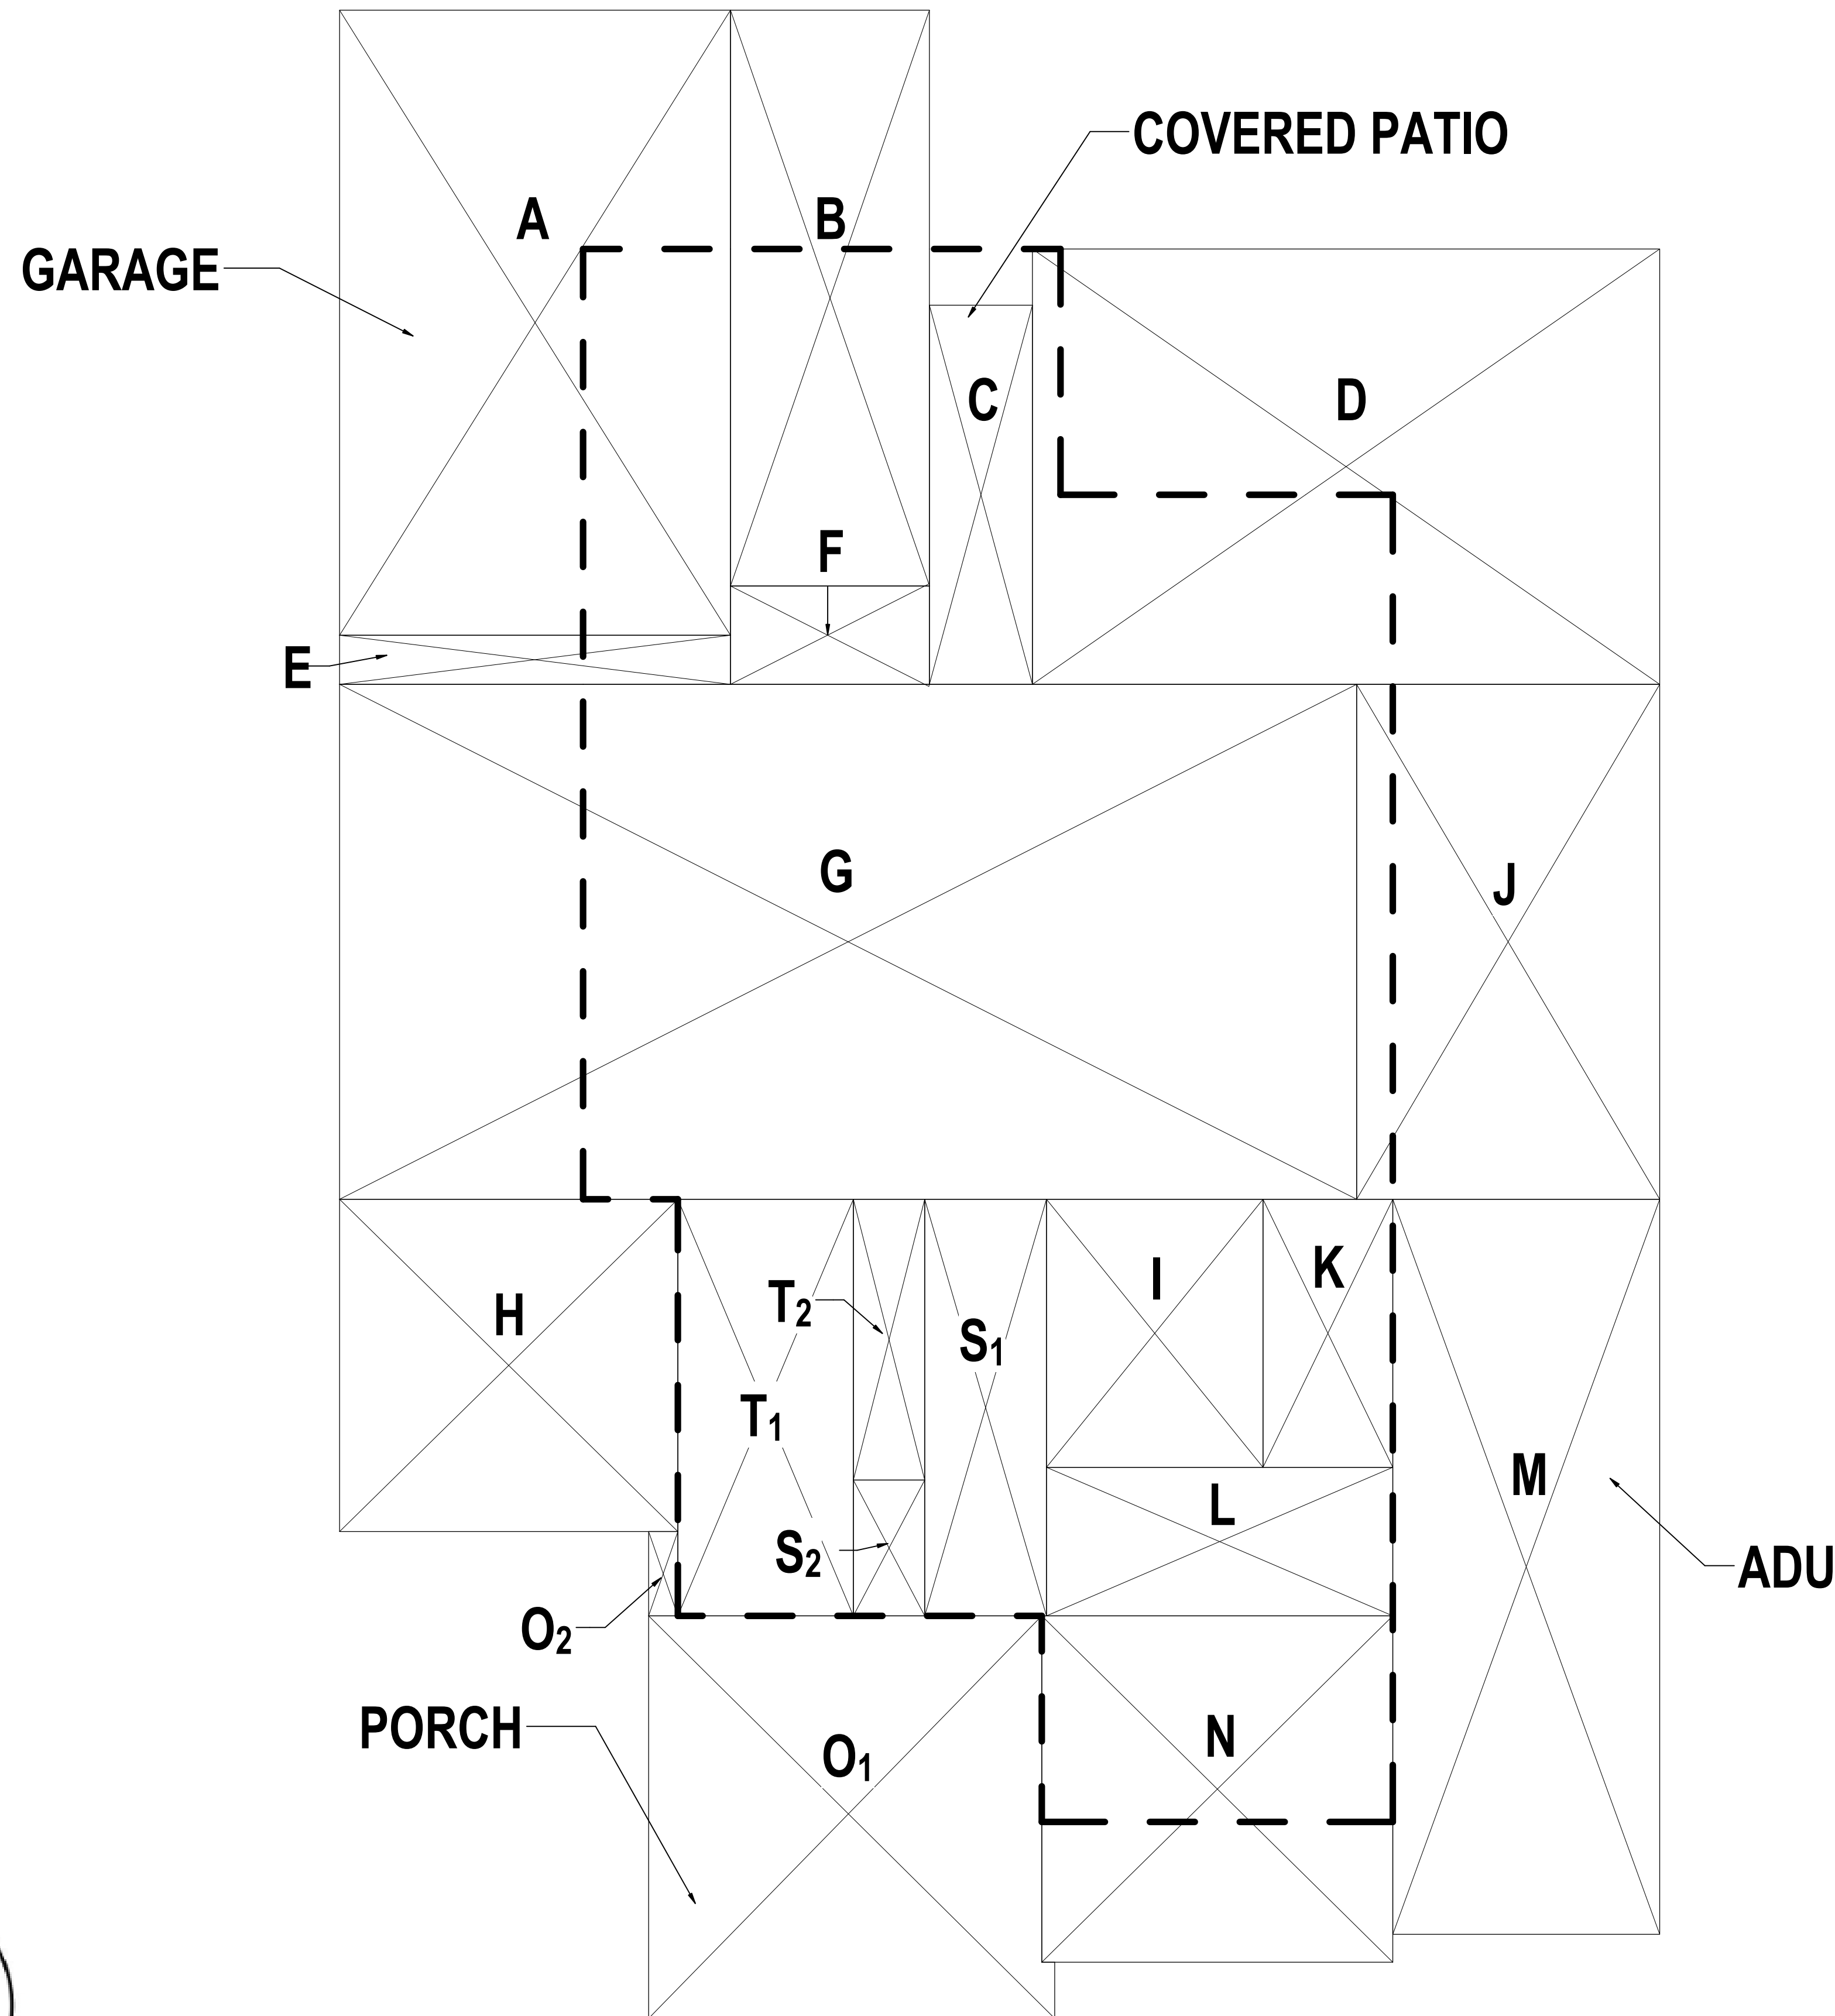 COVERED PATIO
A
B
GARAGE
C
D
F
E
G
J
K
I
T2
H
S1
T1
M
L
S2
ADU
O2
PORCH
N
O1